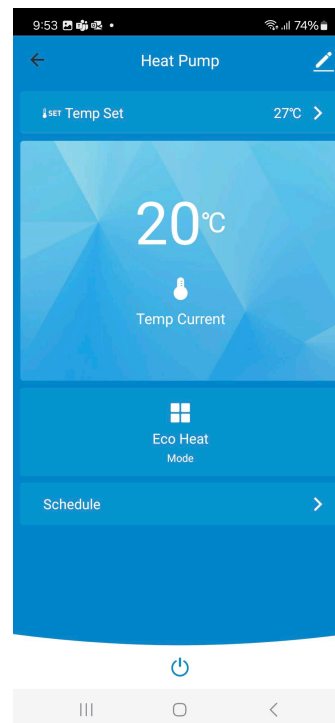 9:53 74%
Heat Pump
SET Temp Set 27℃
20℃
Temp Current
Eco Heat
Mode
Schedule